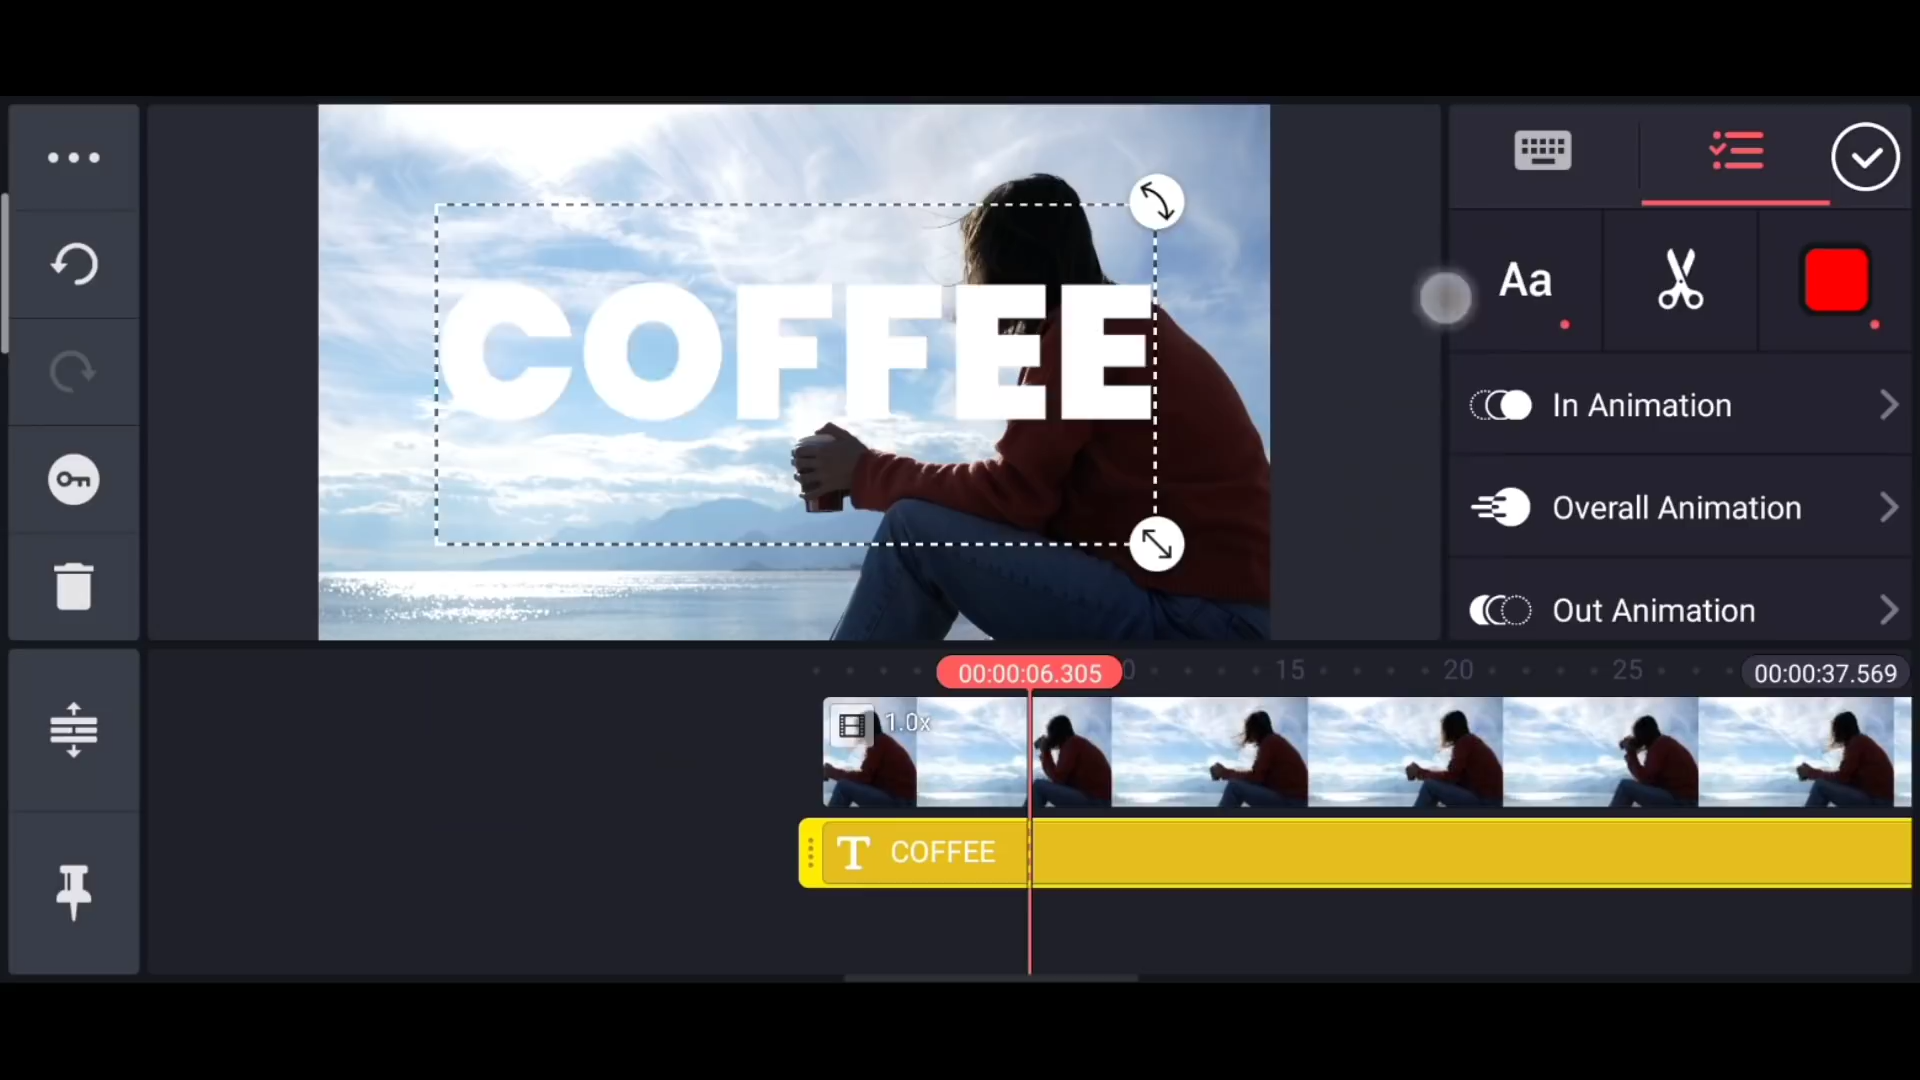 COFFEE
Aa
In Animation
Overall Animation
Out Animation
00:00:06.305
0
15
20
25
00:00:37.569
1.0x
T COFFEE